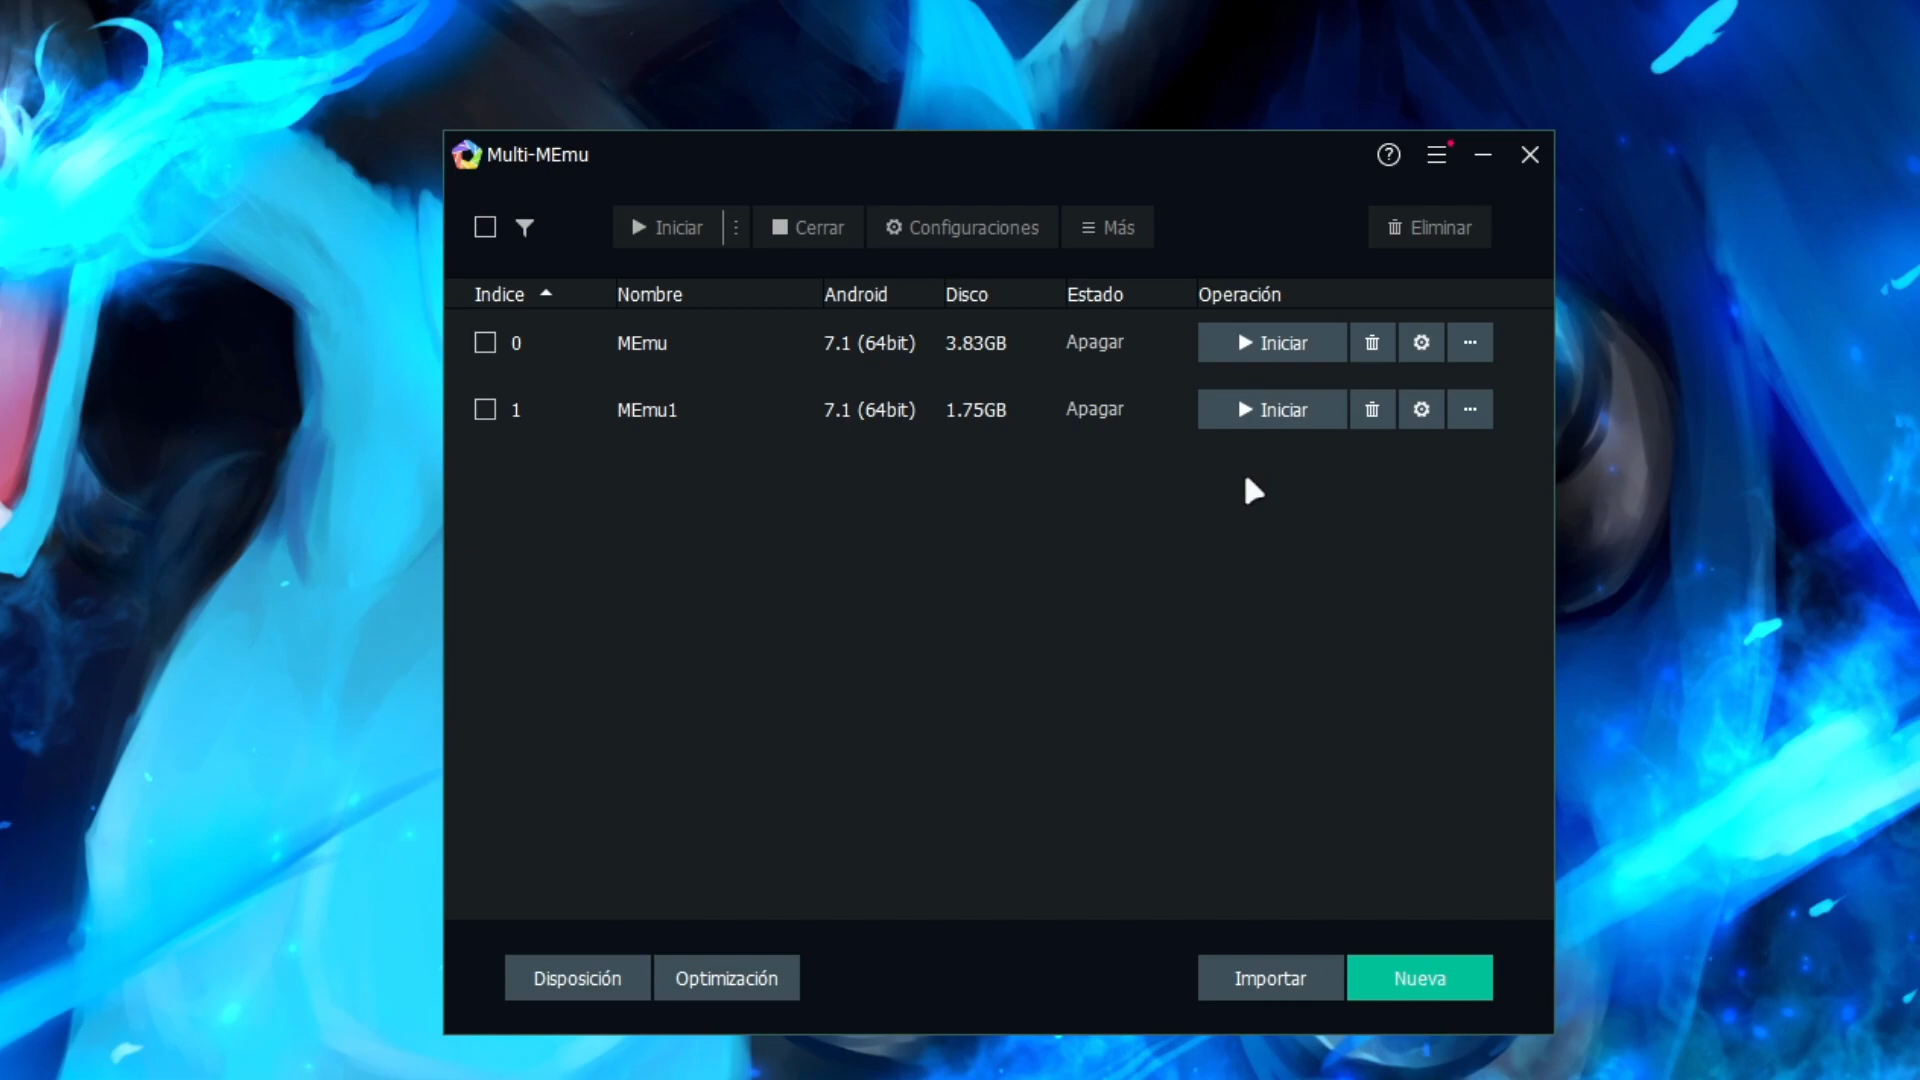 Multi-MEmu
Iniciar Cerrar Configuraciones Más Eliminar
Indice Nombre Android Disco Estado Operación
0 MEmu 7.1 (64bit) 3.83GB Apagar Iniciar
1 MEmu1 7.1 (64bit) 1.75GB Apagar Iniciar
Disposición Optimización Importar Nueva